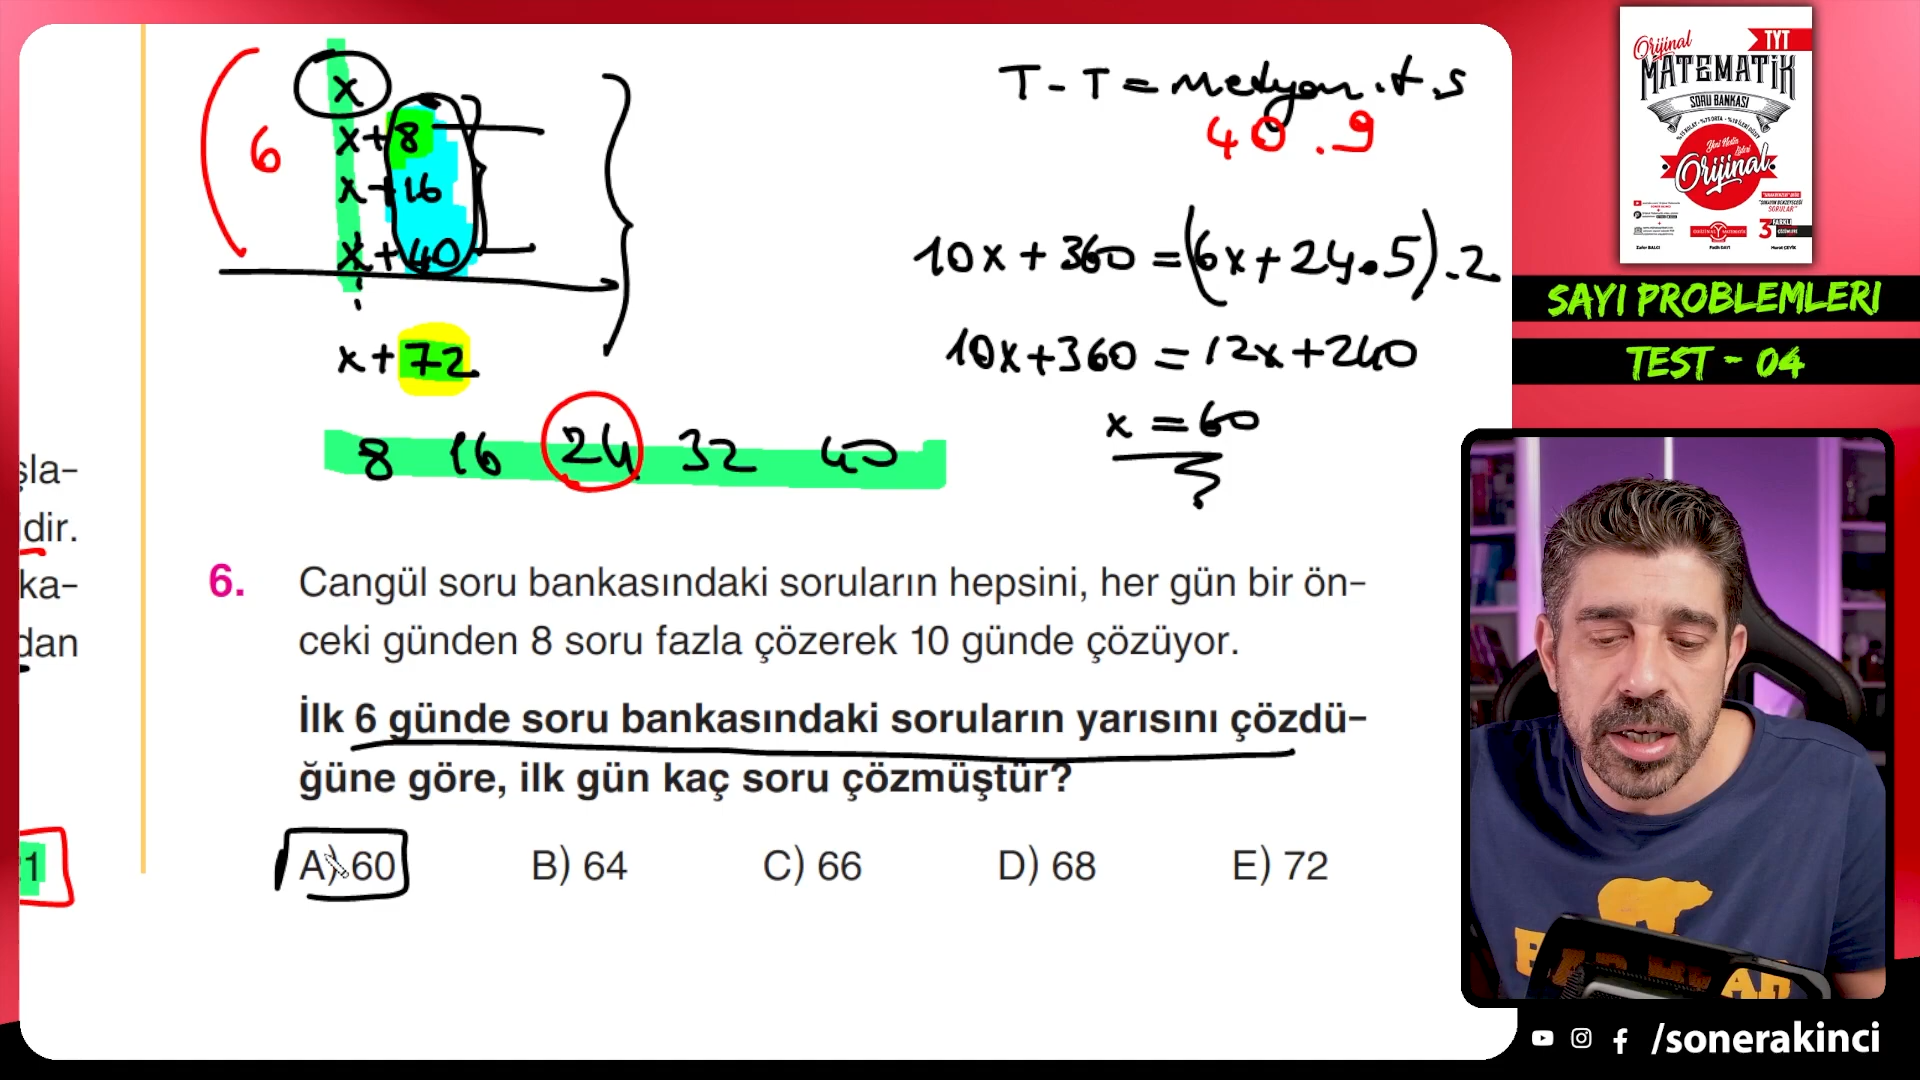 x
x+8
x+16
x+40
6
x+72
8 16 24 32 40
T-T = medyan.t.s
40.9
10x+360=(6x+24.5).2
10x+360=12x+240
x=60
şla-
dir.
ka-
dan
1
6. Cangül soru bankasındaki soruların hepsini, her gün bir ön-
ceki günden 8 soru fazla çözerek 10 günde çözüyor.
İlk 6 günde soru bankasındaki soruların yarısını çözdü-
ğüne göre, ilk gün kaç soru çözmüştür?
A) 60 B) 64 C) 66 D) 68 E) 72
TYT
Orijinal
MATEMATİK
SORU BANKASI
Orijinal
SAYI PROBLEMLERI
TEST - 04
/sonerakinci